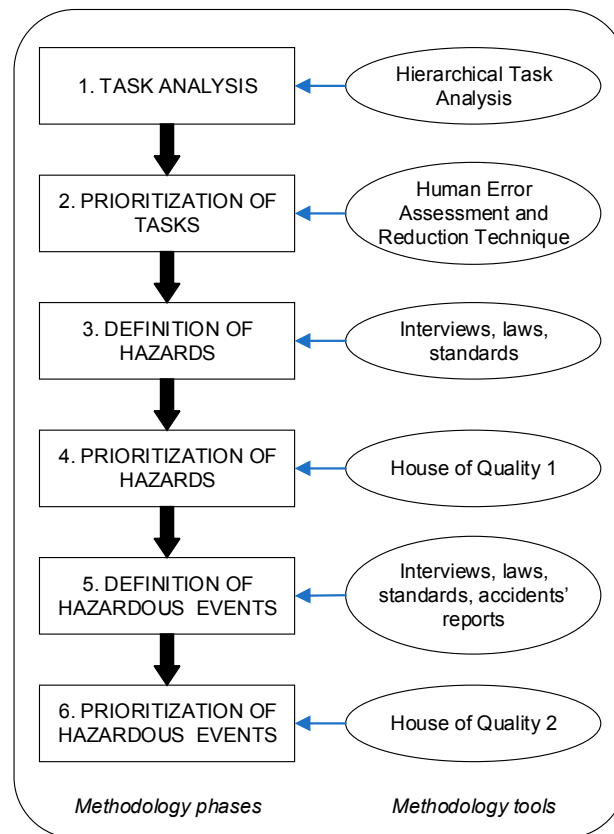 1. TASK ANALYSIS
Hierarchical Task
Analysis
2. PRIORITIZATION OF
TASKS
Human Error
Assessment and
Reduction Technique
3. DEFINITION OF
HAZARDS
Interviews, laws,
standards
4. PRIORITIZATION OF
HAZARDS
House of Quality 1
5. DEFINITION OF
HAZARDOUS EVENTS
Interviews, laws,
standards, accidents’
reports
6. PRIORITIZATION OF
HAZARDOUS EVENTS
House of Quality 2
Methodology phases
Methodology tools